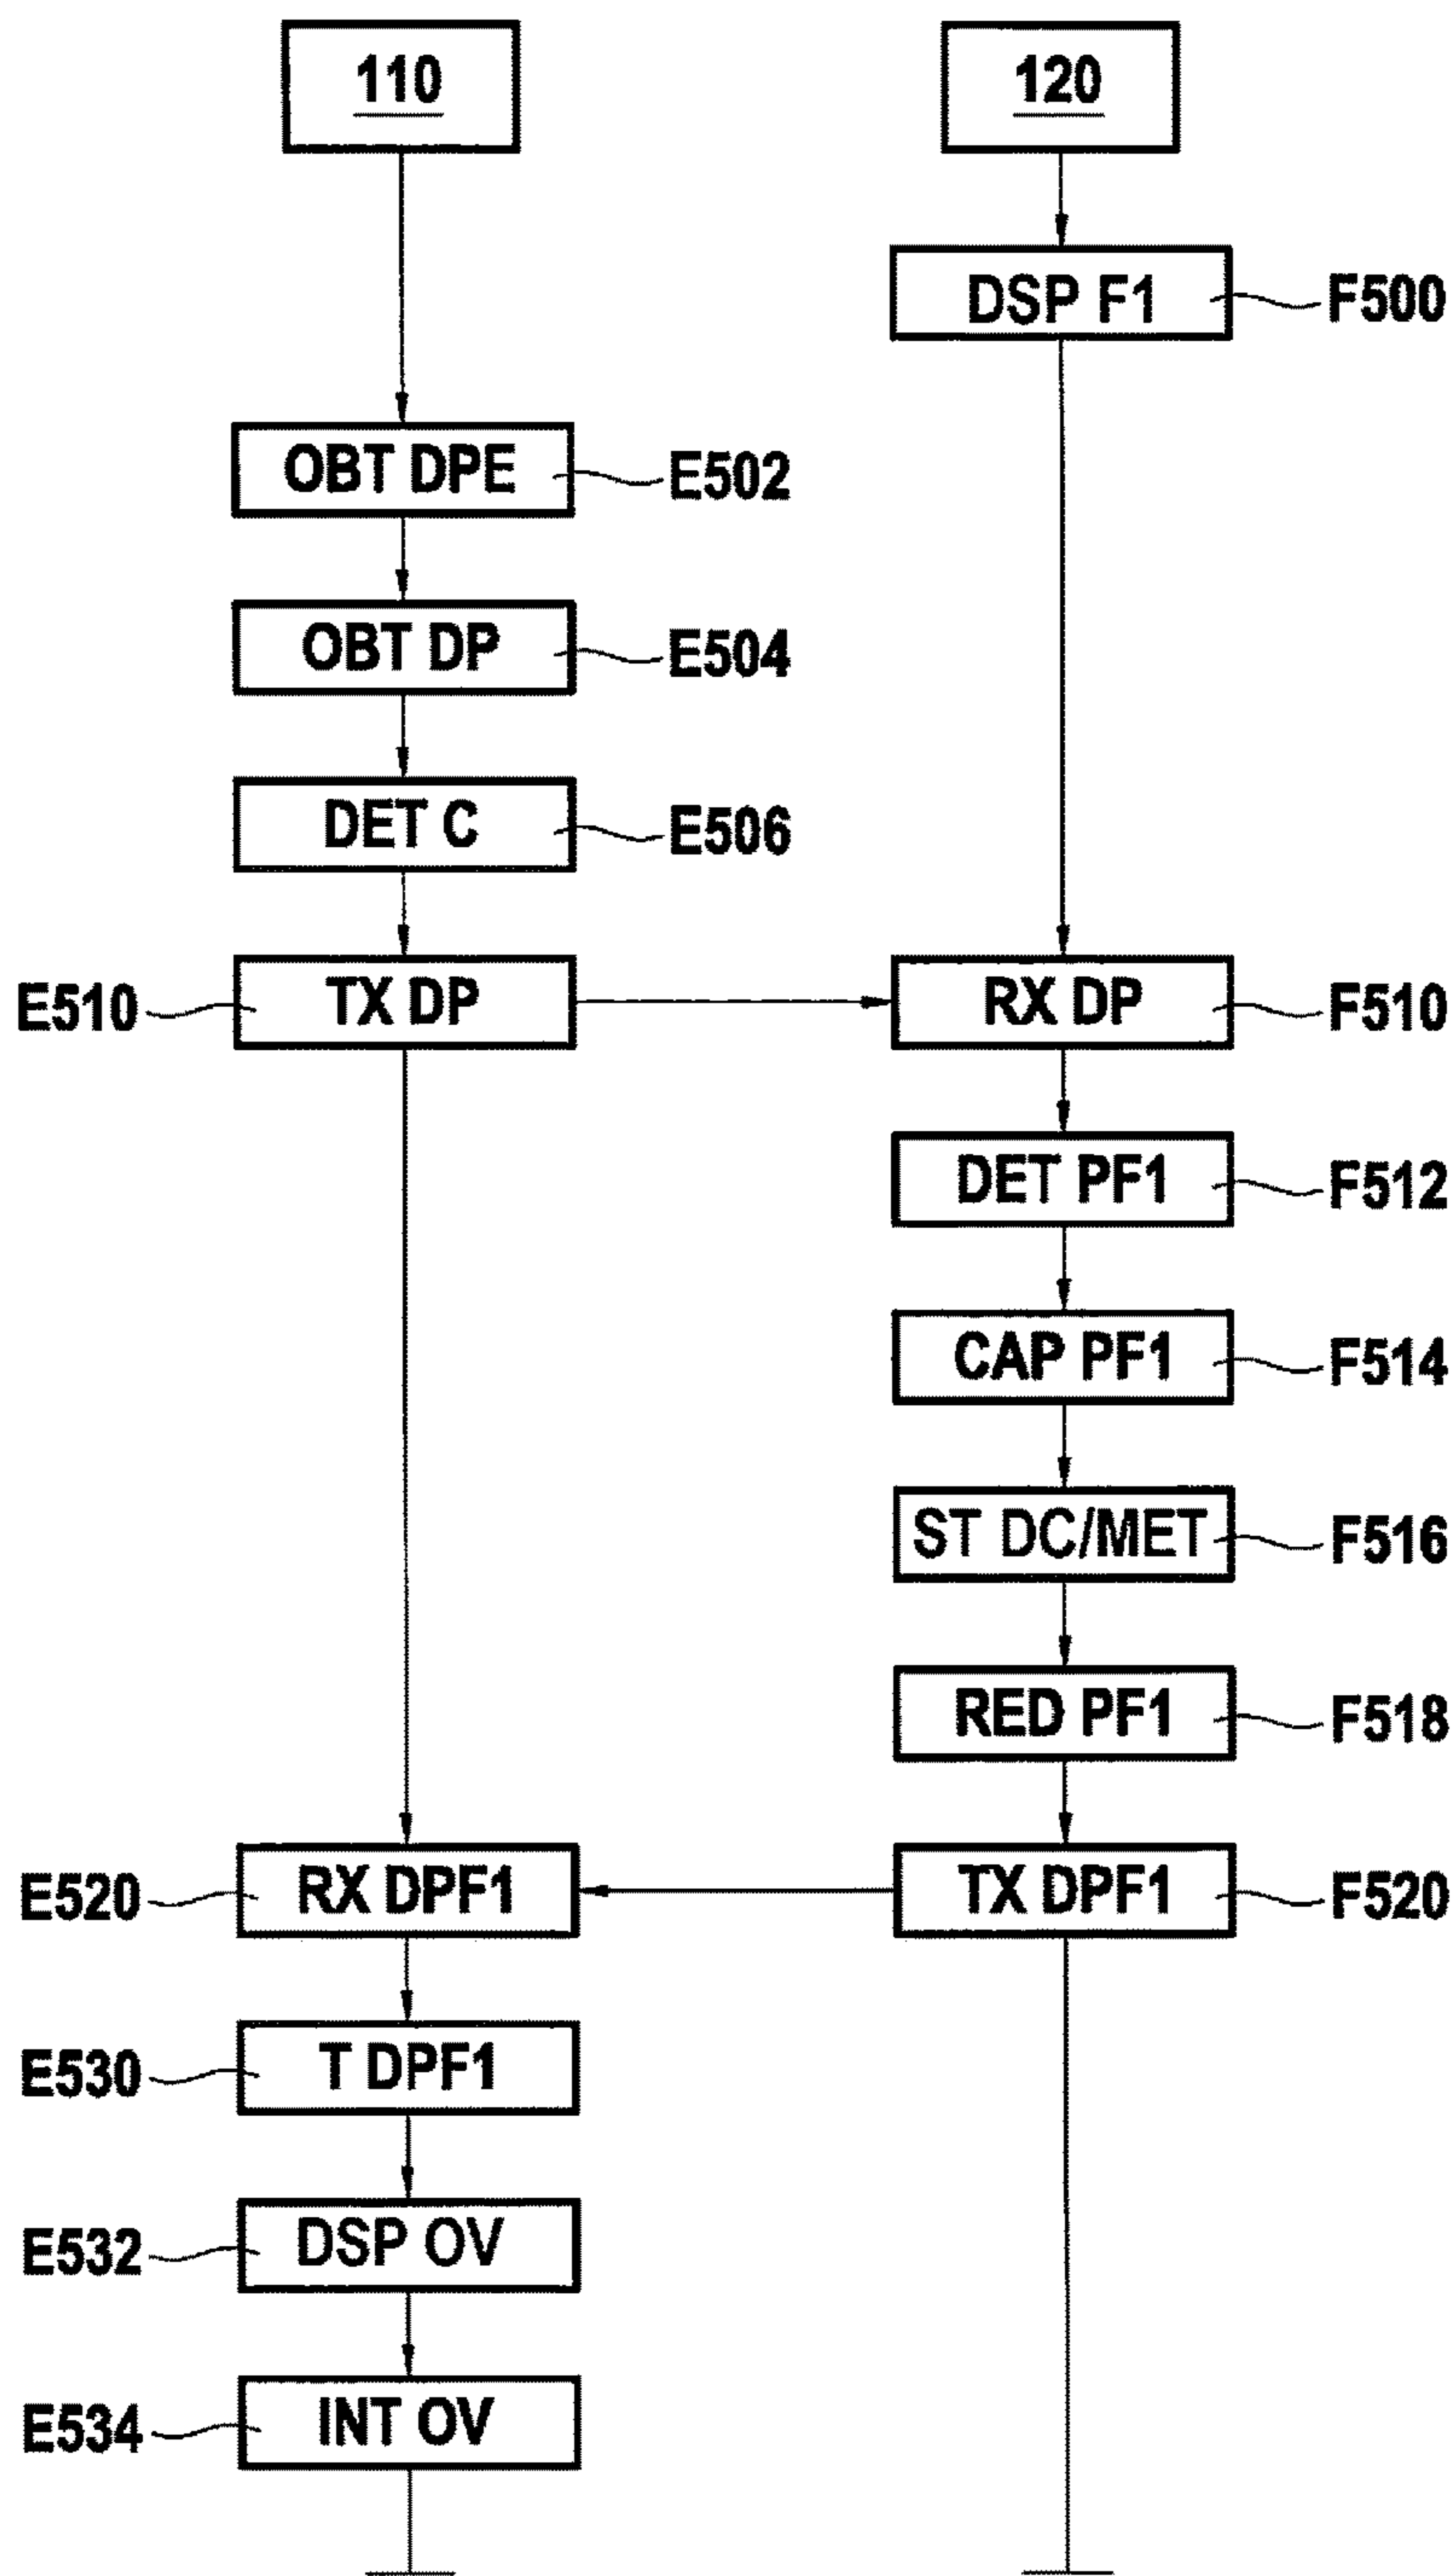 110
120
DSP F1
F500
OBT DPE
E502
OBT DP
E504
DET C
E506
E510
TX DP
RX DP
F510
DET PF1
F512
CAP PF1
F514
ST DC/MET
F516
RED PF1
F518
E520
RX DPF1
TX DPF1
F520
E530
T DPF1
E532
DSP OV
E534
INT OV